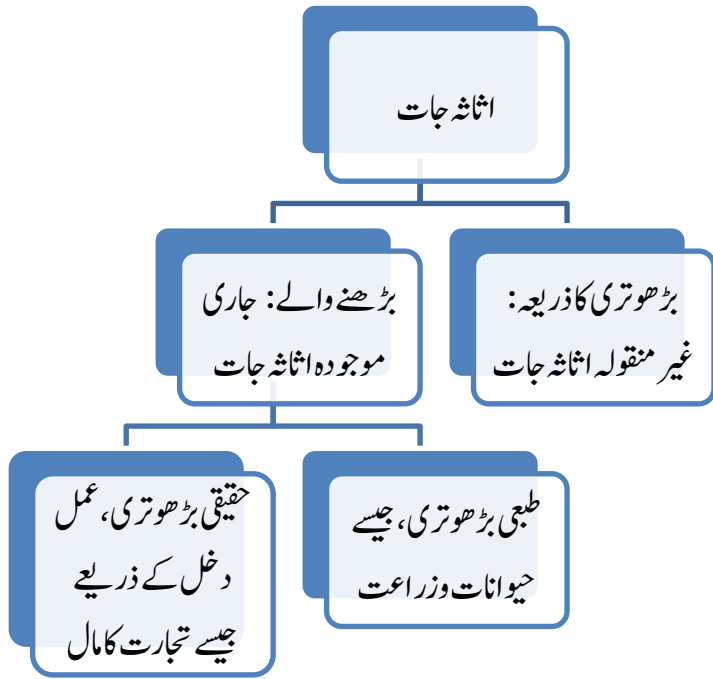 اثاثہ جات
بڑھوتری کا ذریعہ:
غیر منقولہ اثاثہ جات
بڑھنے والے: جاری
موجودہ اثاثہ جات
طبعی بڑھوتری، جیسے
حیوانات وزراعت
حقیقی بڑھوتری، عمل
دخل کے ذریعے
جیسے تجارت کا مال